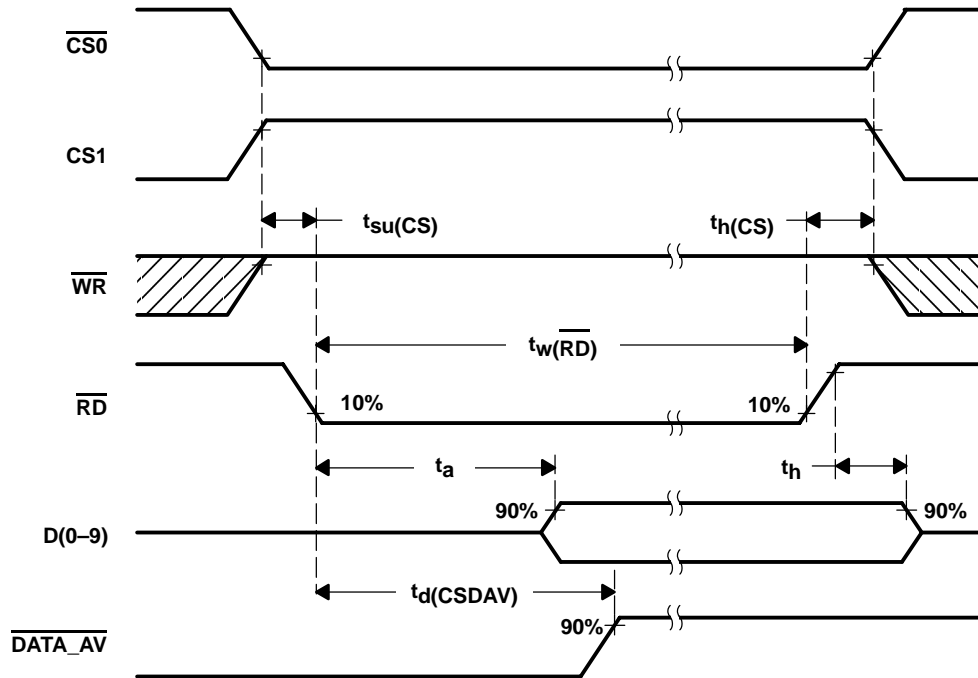 CS0
CS1
tsu(CS)
th(CS)
WR
tw(RD)
RD
10%
10%
ta
th
D(0–9)
90%
90%
td(CSDAV)
DATA_AV
90%